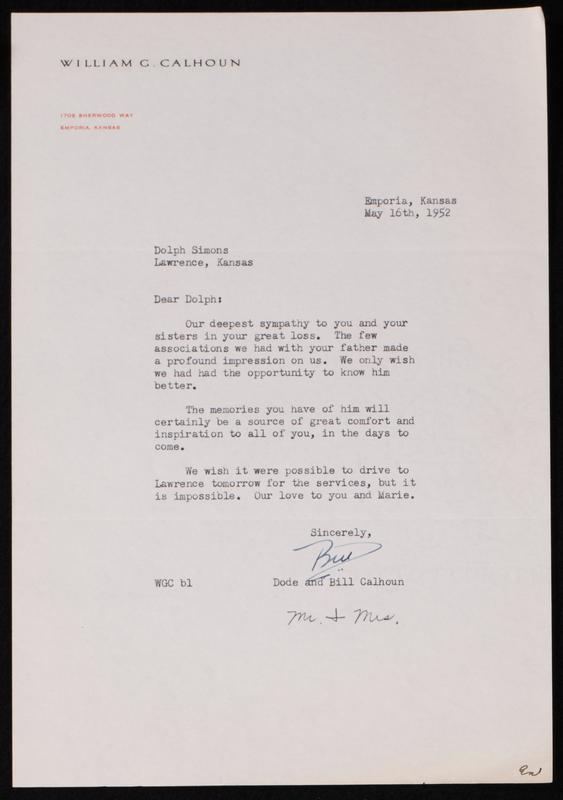 WILLIAM G. CALHOUN
1708 SHERWOOD WAY
EMPORIA, KANSAS
Emporia, Kansas
May 16th, 1952
Dolph Simons
Lawrence, Kansas
Dear Dolph:
Our deepest sympathy to you and your
sisters in your great loss. The few
associations we had with your father made
a profound impression on us. We only wish
we had had the opportunity to know him
better.
The memories you have of him will
certainly be a source of great comfort and
inspiration to all of you, in the days to
come.
We wish it were possible to drive to
Lawrence tomorrow for the services, but it
is impossible. Our love to you and Marie.
Sincerely,
Bill
WGC bl Dode and Bill Calhoun
Mr. & Mrs.